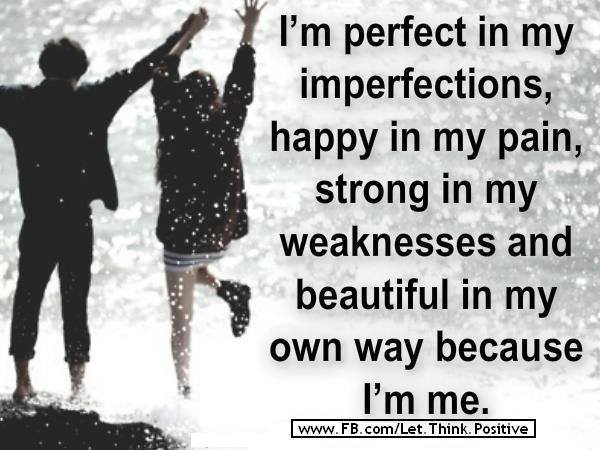 I’m perfect in my
imperfections,
happy in my pain,
strong in my
weaknesses and
beautiful in my
own way because
I’m me.
www.FB.com/Let.Think.Positive